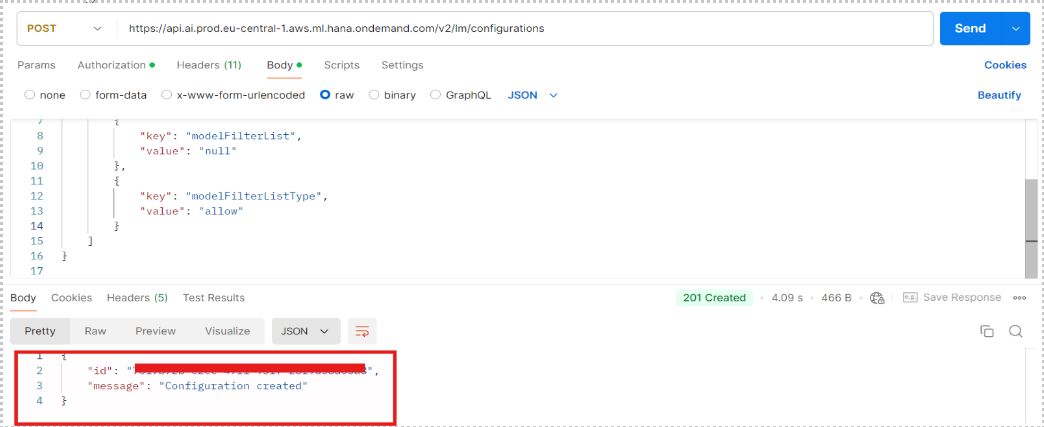 POST https://api.ai.prod.eu-central-1.aws.ml.hana.ondemand.com/v2/lm/configurations Send
Params Authorization Headers (11) Body Scripts Settings Cookies
none form-data x-www-form-urlencoded raw binary GraphQL JSON Beautify
7 {
8 "key": "modelFilterList",
9 "value": "null"
10 },
11 {
12 "key": "modelFilterListType",
13 "value": "allow"
14 }
15 ]
16 }
17
Body Cookies Headers (5) Test Results 201 Created 4.09 s 466 B Save Response
Pretty Raw Preview Visualize JSON
1 {
2 "id": "",
3 "message": "Configuration created"
4 }